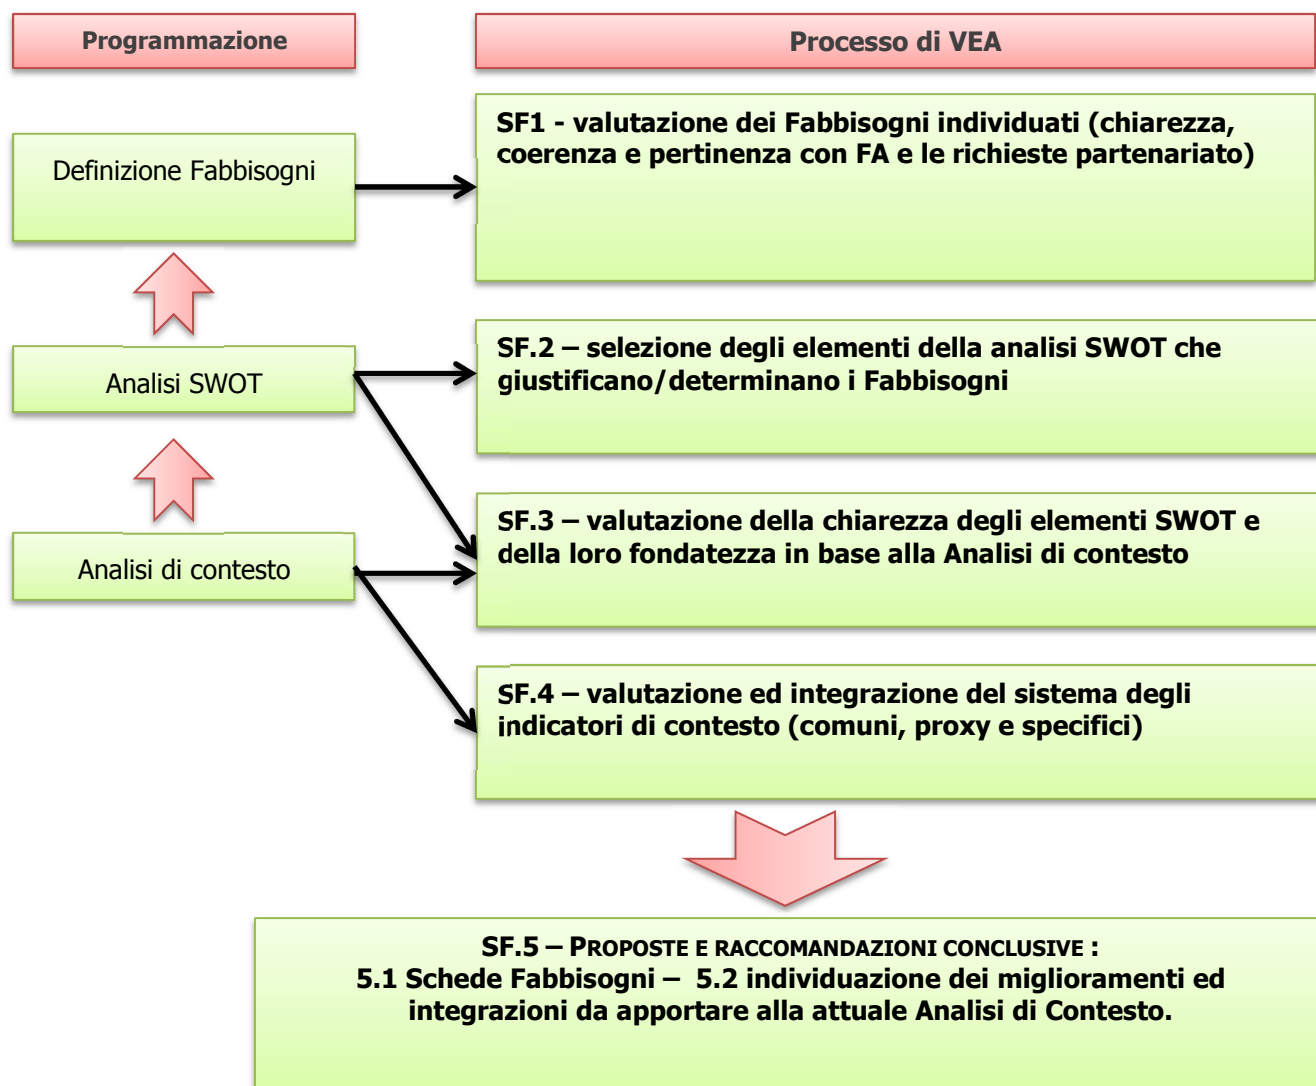 Programmazione
Processo di VEA
Definizione Fabbisogni
SF1 - valutazione dei Fabbisogni individuati (chiarezza,
coerenza e pertinenza con FA e le richieste partenariato)
Analisi SWOT
SF.2 – selezione degli elementi della analisi SWOT che
giustificano/determinano i Fabbisogni
Analisi di contesto
SF.3 – valutazione della chiarezza degli elementi SWOT e
della loro fondatezza in base alla Analisi di contesto
SF.4 – valutazione ed integrazione del sistema degli
indicatori di contesto (comuni, proxy e specifici)
SF.5 – PROPOSTE E RACCOMANDAZIONI CONCLUSIVE :
5.1 Schede Fabbisogni – 5.2 individuazione dei miglioramenti ed
integrazioni da apportare alla attuale Analisi di Contesto.